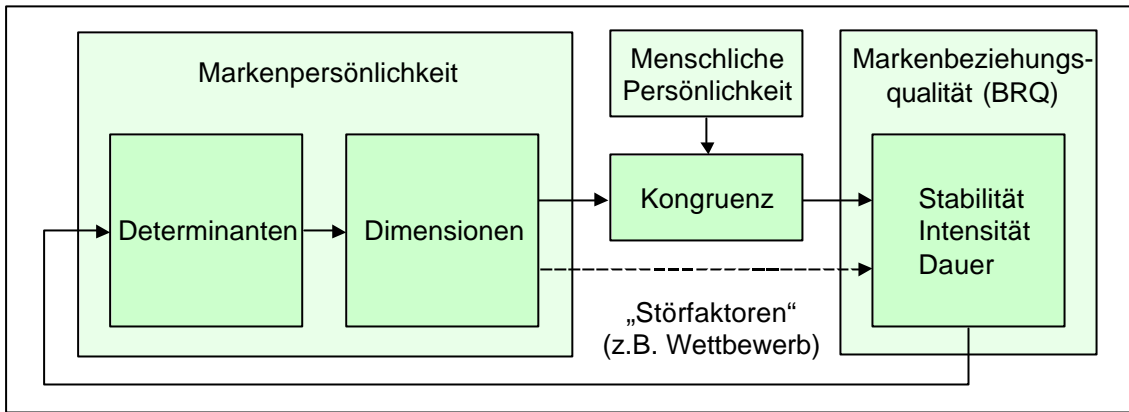 Markenpersönlichkeit
Determinanten
Dimensionen
Menschliche
Persönlichkeit
Kongruenz
„Störfaktoren“
(z.B. Wettbewerb)
Markenbeziehungs-
qualität (BRQ)
Stabilität
Intensität
Dauer